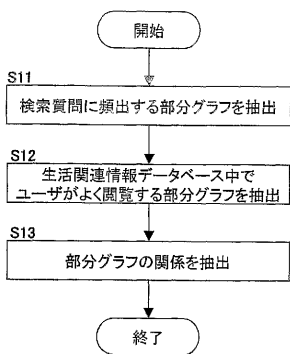 開始
S11
検索質問に頻出する部分グラフを抽出
S12
生活関連情報データベース中で
ユーザがよく閲覧する部分グラフを抽出
S13
部分グラフの関係を抽出
終了